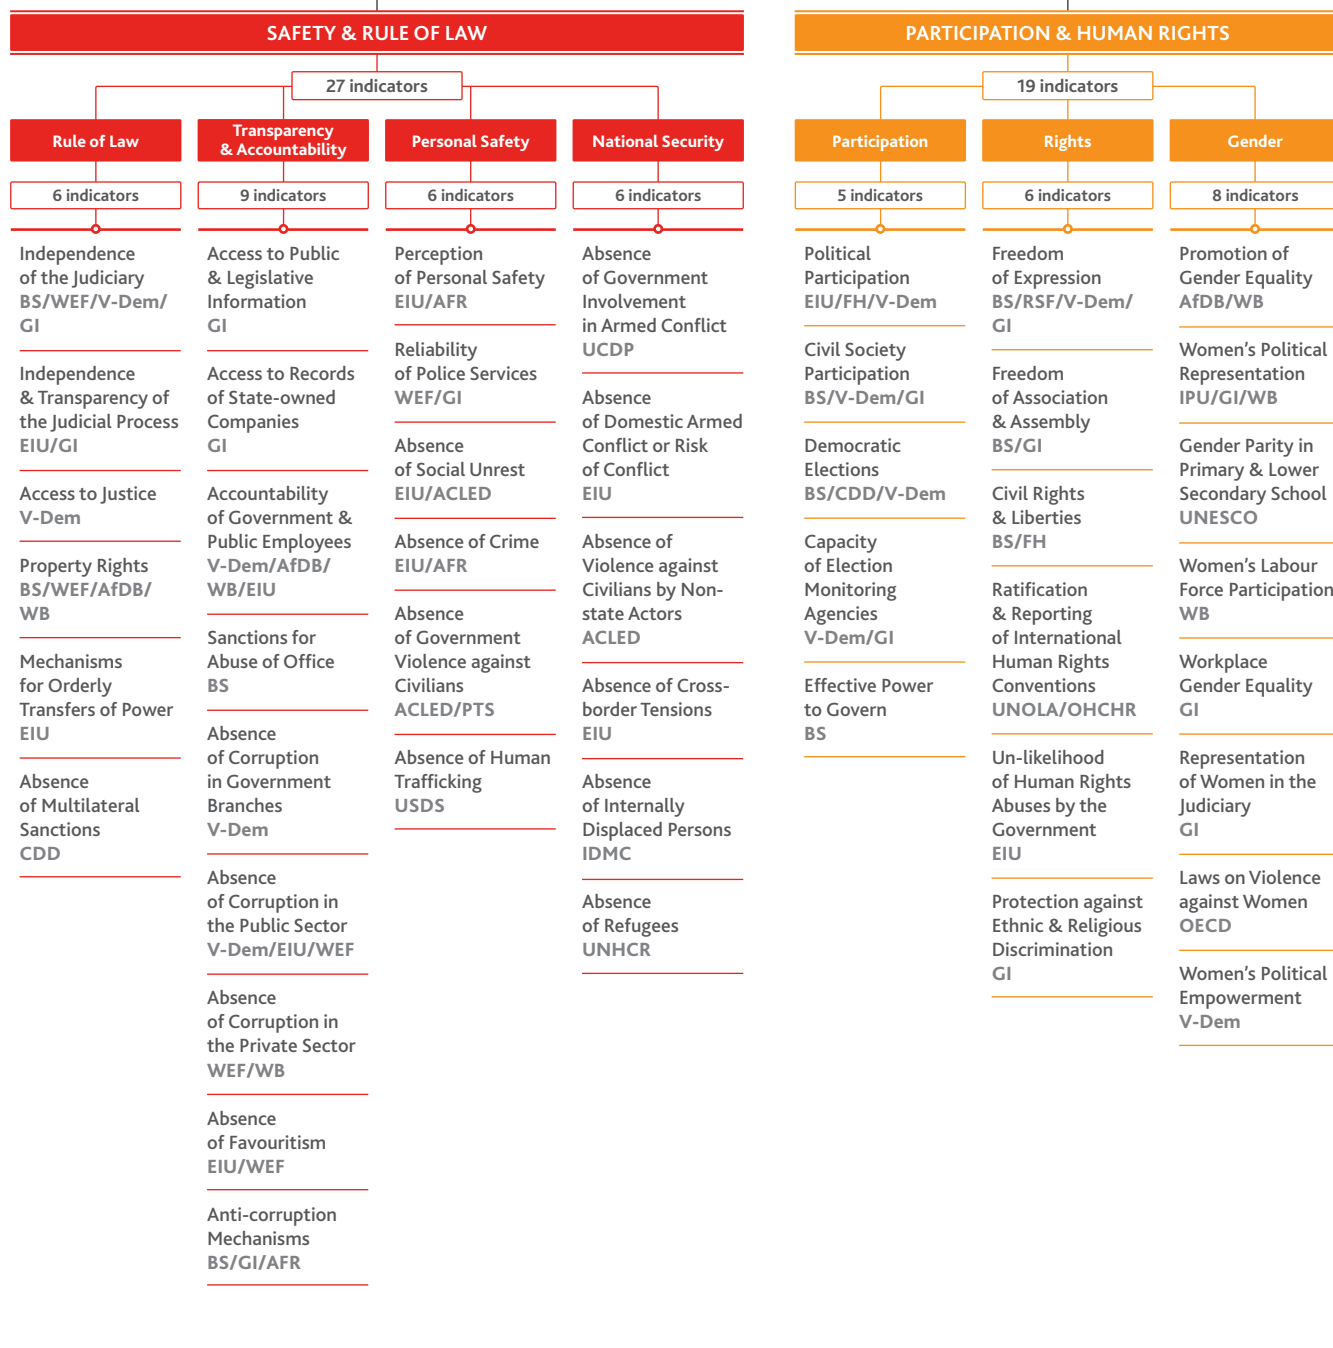 SAFETY & RULE OF LAW
27 indicators
Rule of Law
6 indicators
Independence
of the Judiciary
BS/WEF/V-Dem/
GI
Independence
& Transparency of
the Judicial Process
EIU/GI
Access to Justice
V-Dem
Property Rights
BS/WEF/AfDB/
WB
Mechanisms
for Orderly
Transfers of Power
EIU
Absence
of Multilateral
Sanctions
CDD
Transparency
& Accountability
9 indicators
Access to Public
& Legislative
Information
GI
Access to Records
of State-owned
Companies
GI
Accountability
of Government &
Public Employees
V-Dem/AfDB/
WB/EIU
Sanctions for
Abuse of Office
BS
Absence
of Corruption
in Government
Branches
V-Dem
Absence
of Corruption in
the Public Sector
V-Dem/EIU/WEF
Absence
of Corruption in
the Private Sector
WEF/WB
Absence
of Favouritism
EIU/WEF
Anti-corruption
Mechanisms
BS/GI/AFR
Personal Safety
6 indicators
Perception
of Personal Safety
EIU/AFR
Reliability
of Police Services
WEF/GI
Absence
of Social Unrest
EIU/ACLED
Absence of Crime
EIU/AFR
Absence
of Government
Violence against
Civilians
ACLED/PTS
Absence of Human
Trafficking
USDS
National Security
6 indicators
Absence
of Government
Involvement
in Armed Conflict
UCDP
Absence
of Domestic Armed
Conflict or Risk
of Conflict
EIU
Absence of
Violence against
Civilians by Non-
state Actors
ACLED
Absence of Cross-
border Tensions
EIU
Absence
of Internally
Displaced Persons
IDMC
Absence
of Refugees
UNHCR
PARTICIPATION & HUMAN RIGHTS
19 indicators
Participation
5 indicators
Political
Participation
EIU/FH/V-Dem
Civil Society
Participation
BS/V-Dem/GI
Democratic
Elections
BS/CDD/V-Dem
Capacity
of Election
Monitoring
Agencies
V-Dem/GI
Effective Power
to Govern
BS
Rights
6 indicators
Freedom
of Expression
BS/RSF/V-Dem/
GI
Freedom
of Association
& Assembly
BS/GI
Civil Rights
& Liberties
BS/FH
Ratification
& Reporting
of International
Human Rights
Conventions
UNOLA/OHCHR
Un-likelihood
of Human Rights
Abuses by the
Government
EIU
Protection against
Ethnic & Religious
Discrimination
GI
Gender
8 indicators
Promotion of
Gender Equality
AfDB/WB
Women's Political
Representation
IPU/GI/WB
Gender Parity in
Primary & Lower
Secondary School
UNESCO
Women's Labour
Force Participation
WB
Workplace
Gender Equality
GI
Representation
of Women in the
Judiciary
GI
Laws on Violence
against Women
OECD
Women's Political
Empowerment
V-Dem